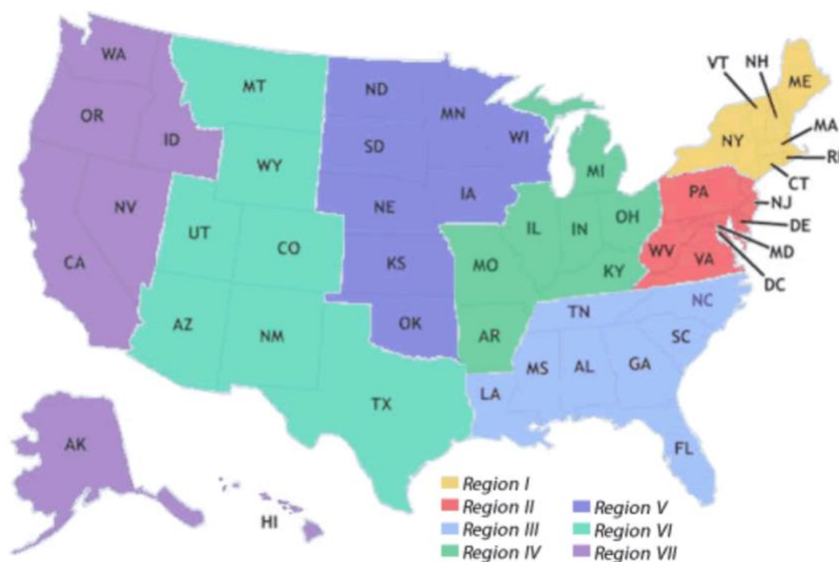 WA
MT
ND
MN
VT
NH
ME
OR
ID
SD
WI
NY
MA
RI
WY
MI
CT
NV
NE
IA
PA
NJ
UT
CO
IL
IN
OH
DE
CA
KS
MO
KY
WV
VA
MD
DC
AZ
NM
OK
AR
TN
NC
SC
TX
LA
MS
AL
GA
FL
AK
HI
Region I
Region II
Region III
Region IV
Region V
Region VI
Region VII